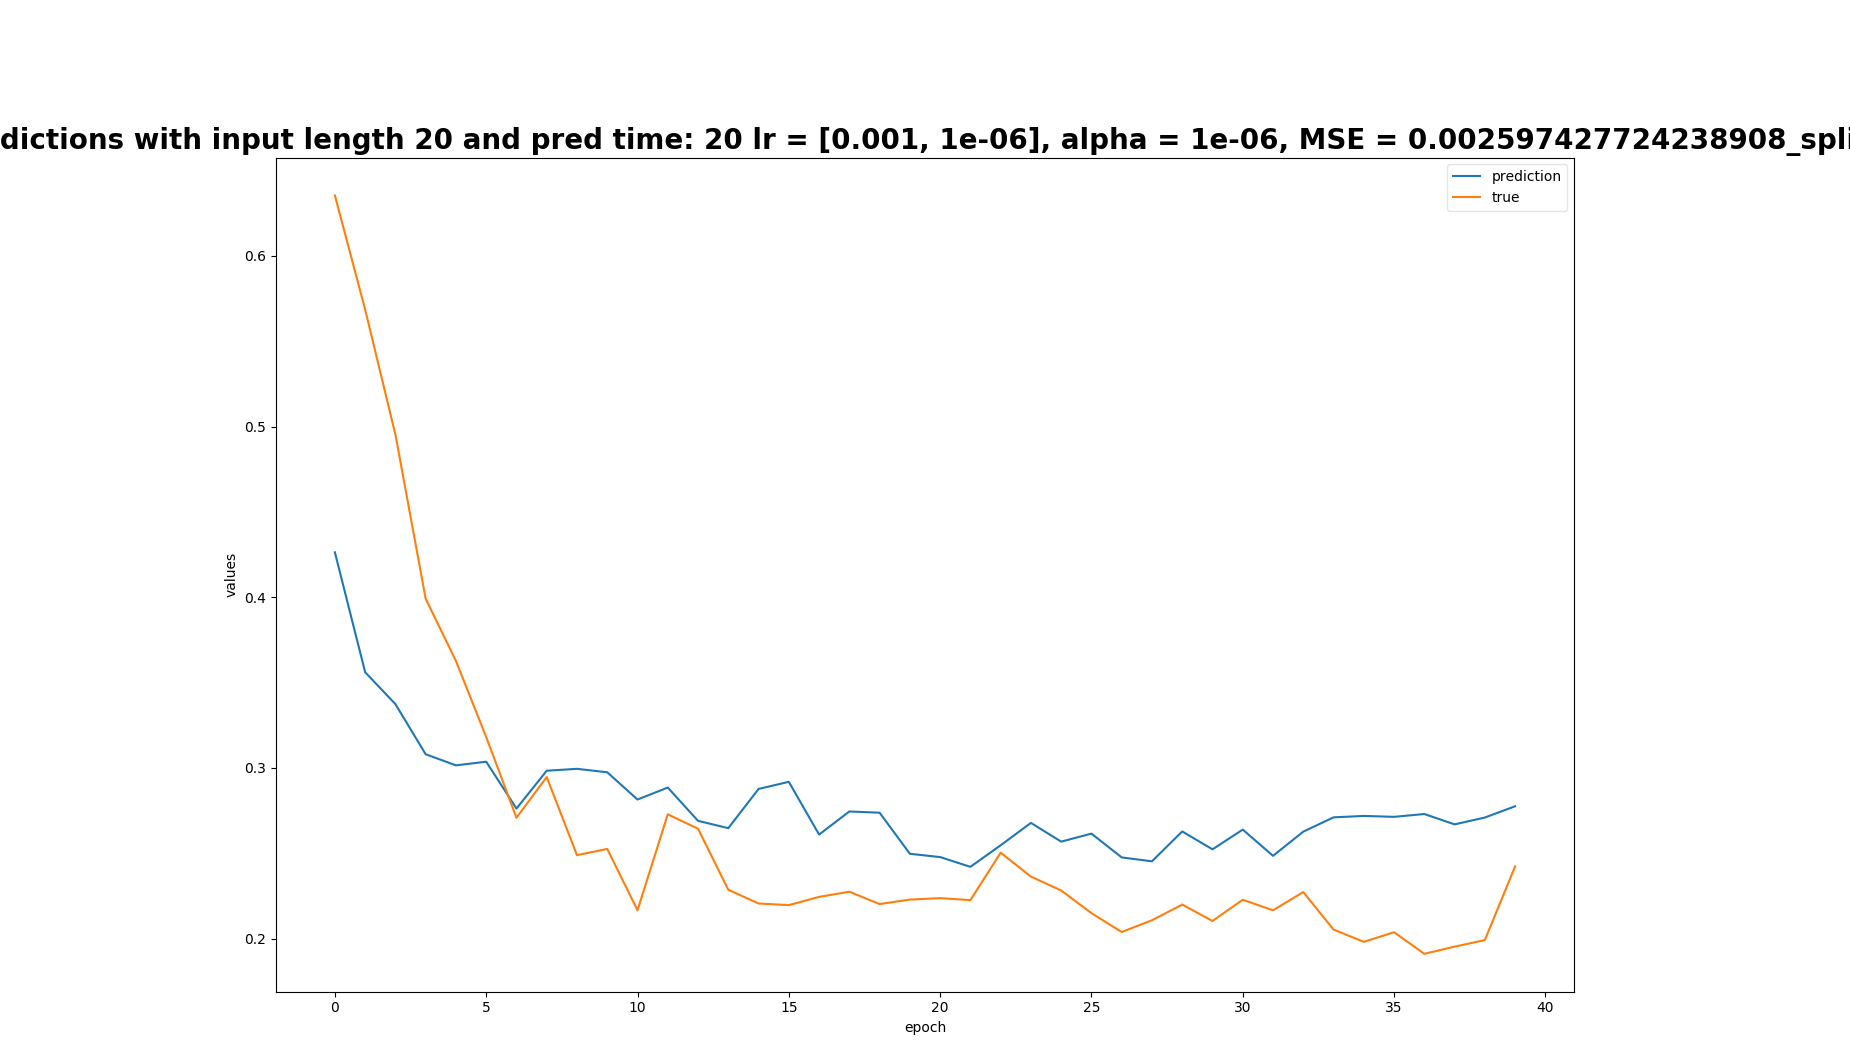 dictions with input length 20 and pred time: 20 lr = [0.001, 1e-06], alpha = 1e-06, MSE = 0.002597427724238908_spli
prediction
true
values
0.6
0.5
0.4
0.3
0.2
0 5 10 15 20 25 30 35 40
epoch